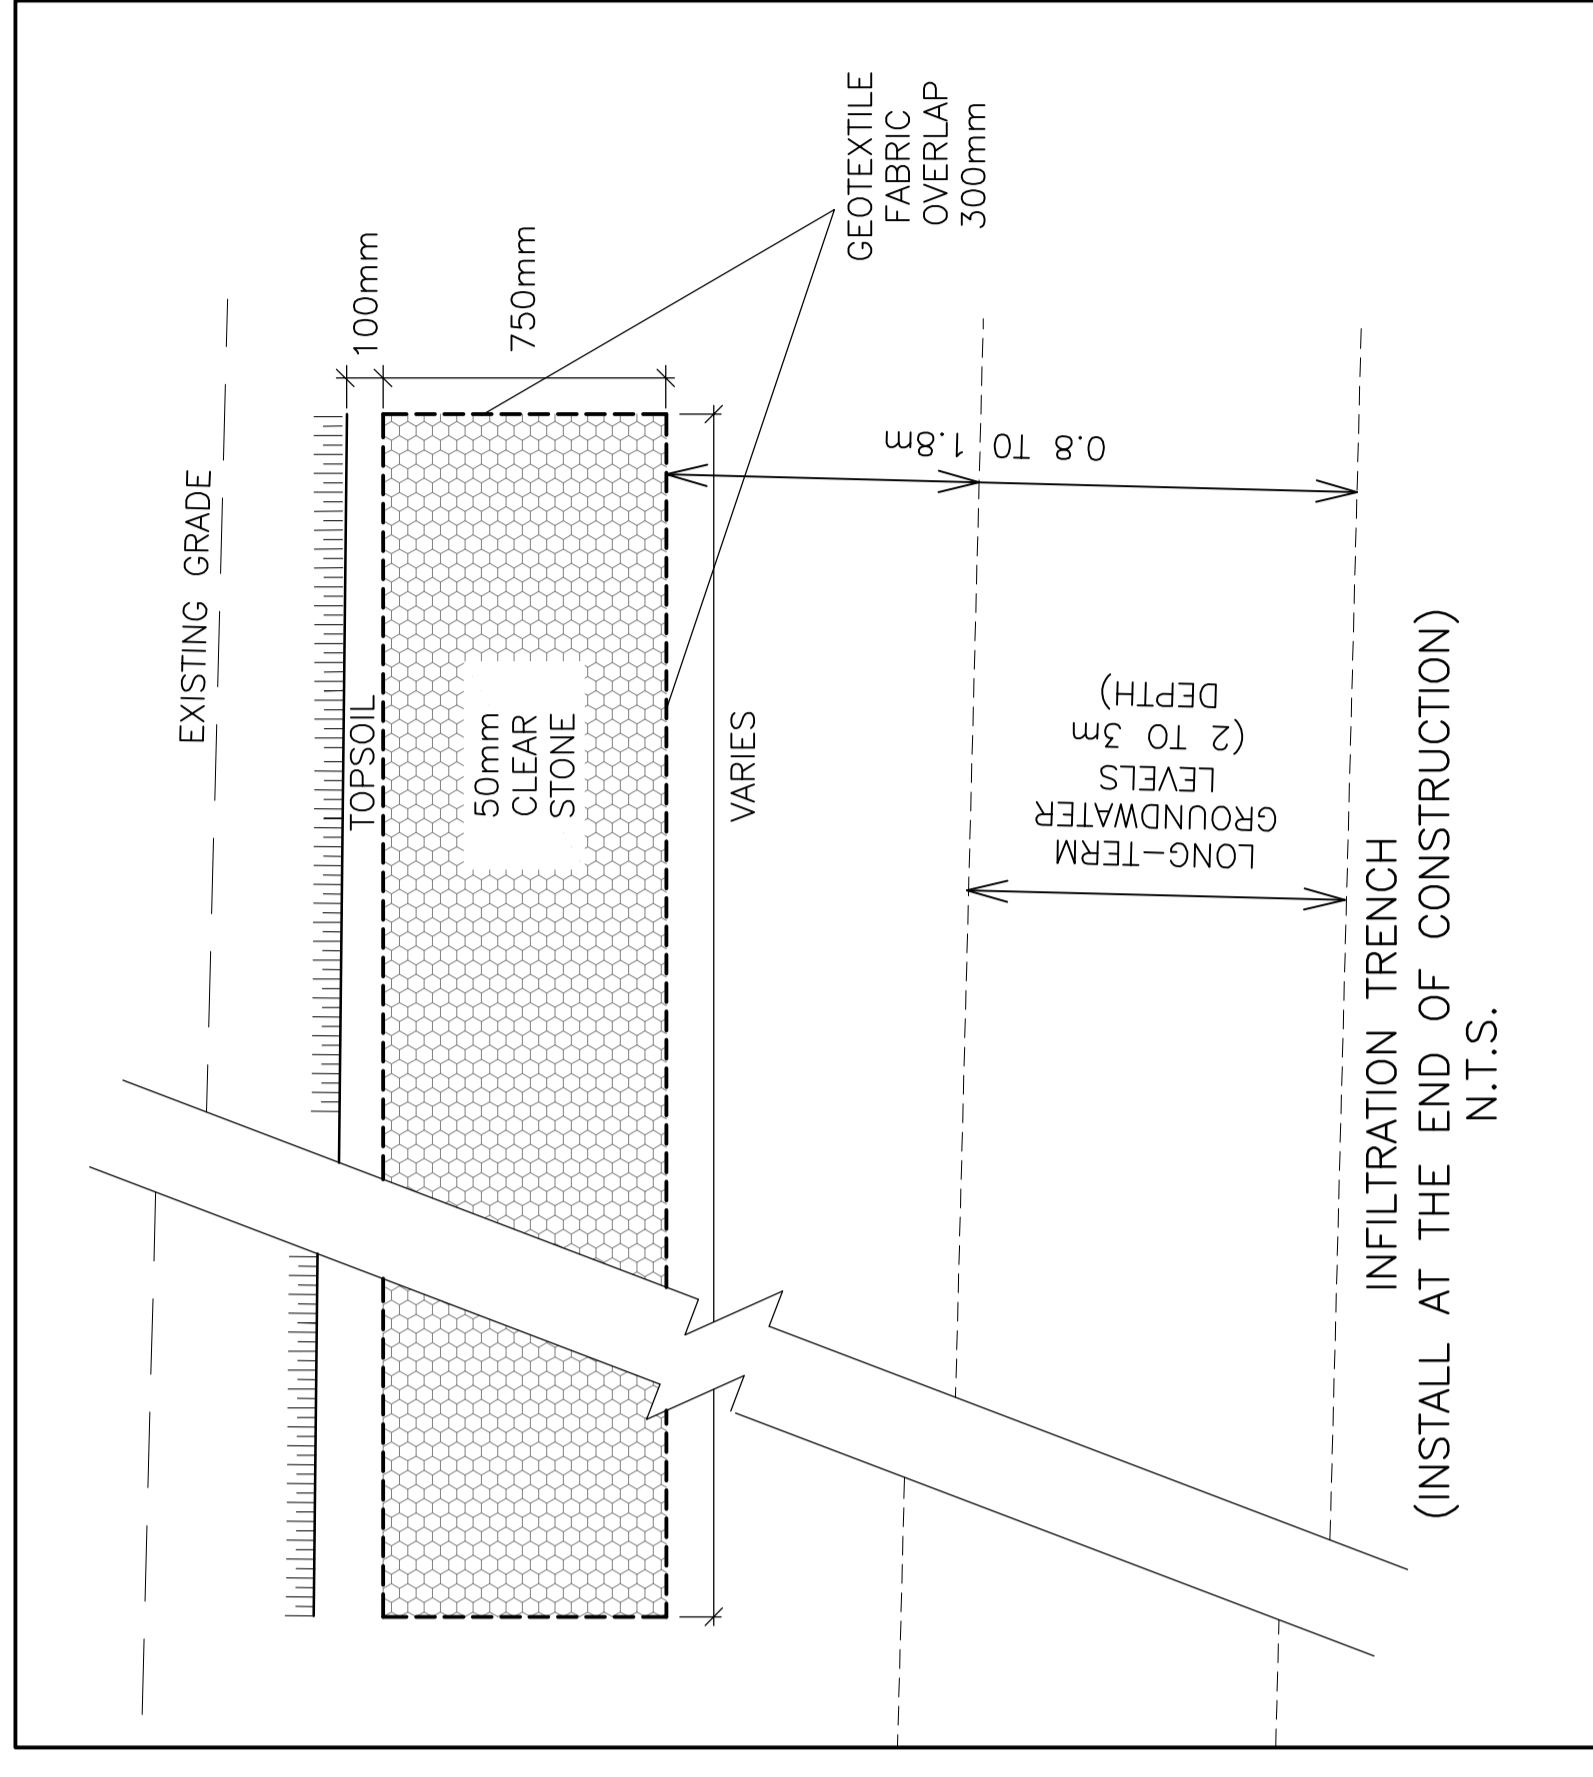 EXISTING GRADE
100mm
TOPSOIL
750mm
50mm
CLEAR
STONE
VARIES
GEOTEXTILE
FABRIC
OVERLAP
300mm
0.8 TO 1.8m
LONG-TERM
GROUNDWATER
LEVELS
(2 TO 3m
DEPTH)
INFILTRATION TRENCH
(INSTALL AT THE END OF CONSTRUCTION)
N.T.S.